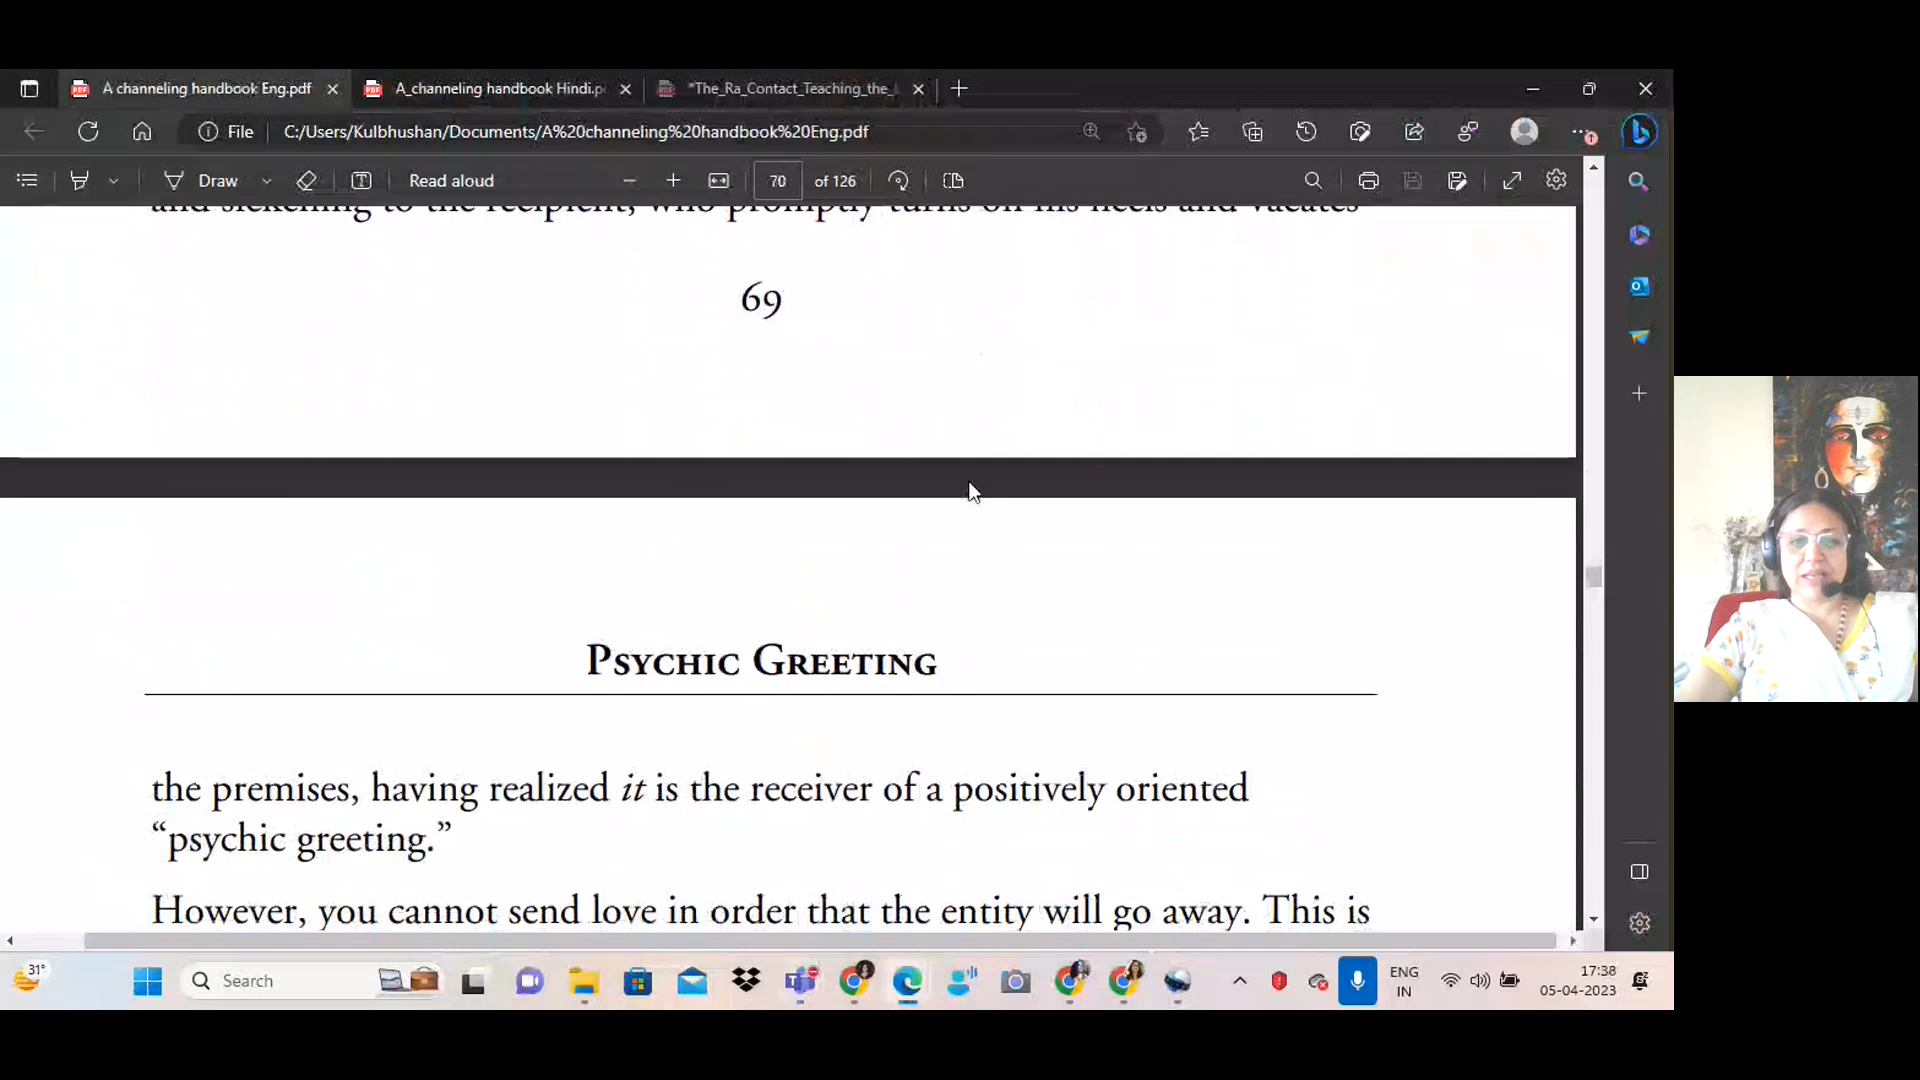 A channeling handbook Eng.pdf
A_channeling handbook Hindi.p
*The_Ra_Contact_Teaching_the_
File
C:/Users/Kulbhushan/Documents/A%20channeling%20handbook%20Eng.pdf
Draw
Read aloud
70
of 126
and sickening to the recipient, who promptly turns on his heels and vacates
69
Psychic Greeting
the premises, having realized it is the receiver of a positively oriented
“psychic greeting.”
However, you cannot send love in order that the entity will go away. This is
31°
Search
ENG
IN
17:38
05-04-2023